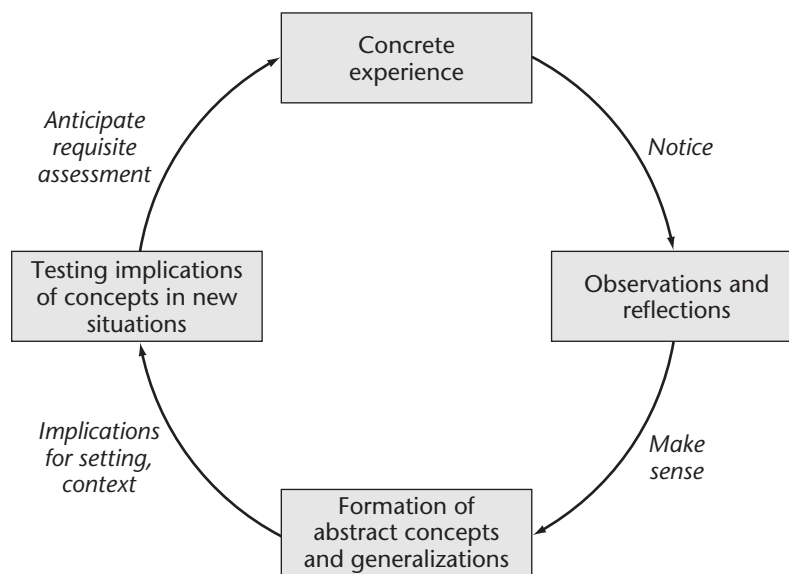 Concrete
experience
Anticipate
requisite
assessment
Notice
Testing implications
of concepts in new
situations
Observations and
reflections
Implications
for setting,
context
Make
sense
Formation of
abstract concepts
and generalizations